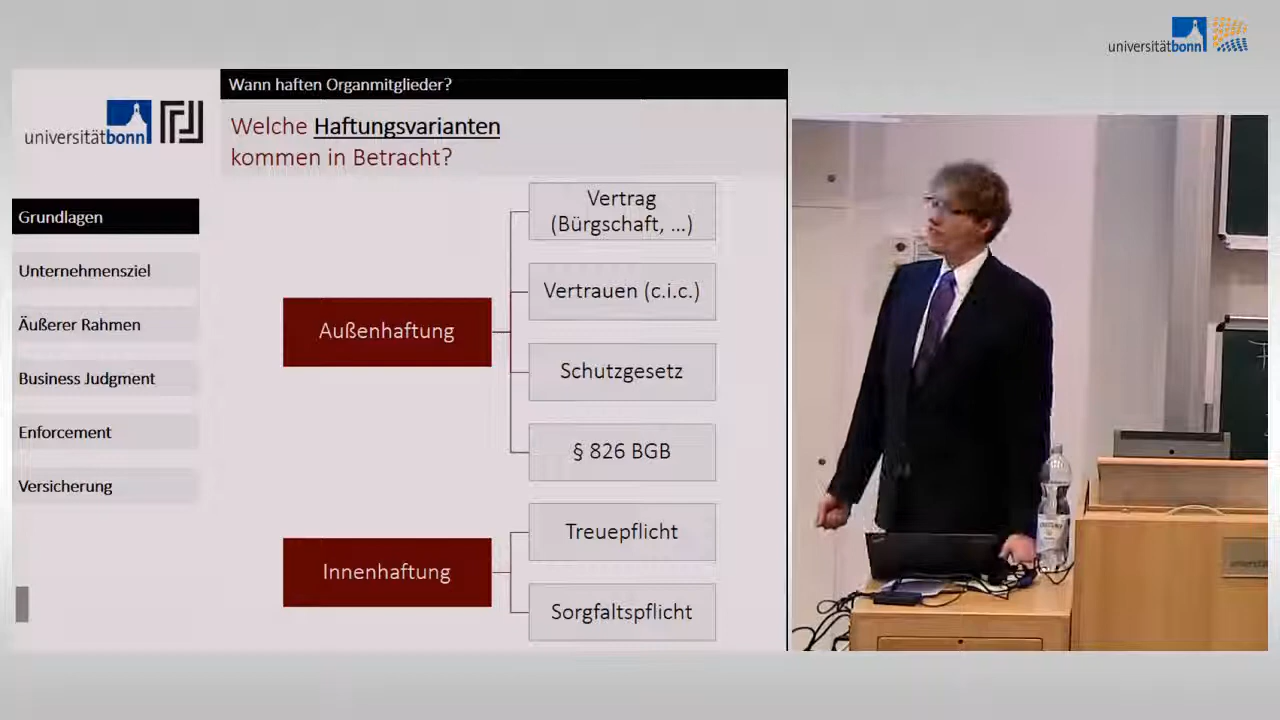 universitätbonn
Wann haften Organmitglieder?
universitätbonn
Welche Haftungsvarianten
kommen in Betracht?
Grundlagen
Unternehmensziel
Äußerer Rahmen
Business Judgment
Enforcement
Versicherung
Außenhaftung
Vertrag
(Bürgschaft, ...)
Vertrauen (c.i.c.)
Schutzgesetz
§ 826 BGB
Innenhaftung
Treuepflicht
Sorgfaltspflicht